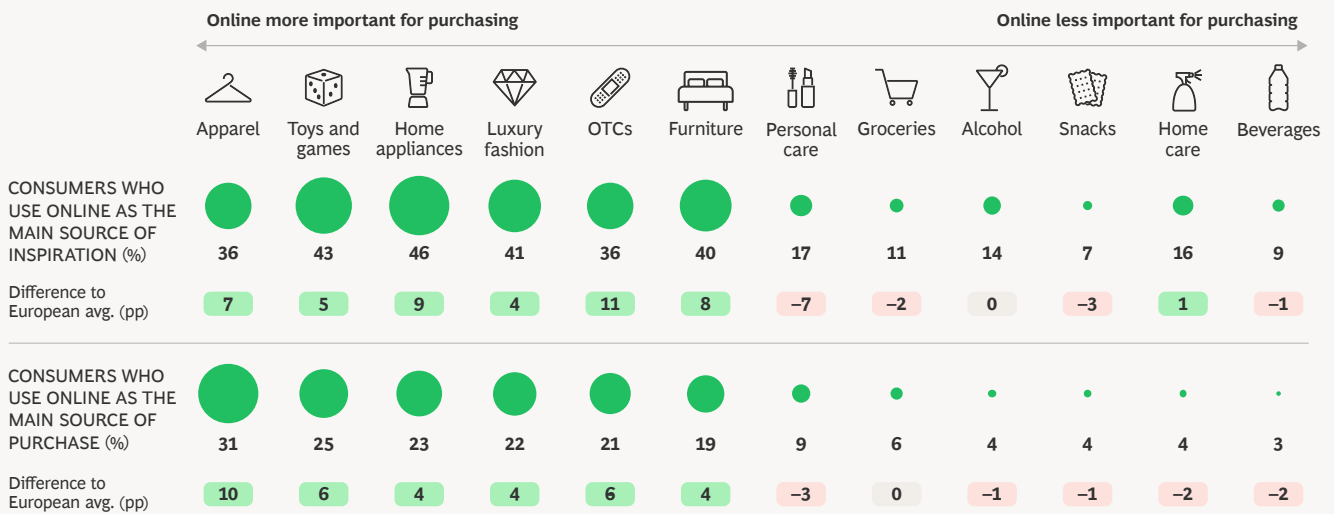 Online more important for purchasing
Online less important for purchasing
Apparel
Toys and
games
Home
appliances
Luxury
fashion
OTCs
Furniture
Personal
care
Groceries
Alcohol
Snacks
Home
care
Beverages
CONSUMERS WHO
USE ONLINE AS THE
MAIN SOURCE OF
INSPIRATION (%)
36 43 46 41 36 40 17 11 14 7 16 9
Difference to
European avg. (pp)
7 5 9 4 11 8 –7 –2 0 –3 1 –1
CONSUMERS WHO
USE ONLINE AS THE
MAIN SOURCE OF
PURCHASE (%)
31 25 23 22 21 19 9 6 4 4 4 3
Difference to
European avg. (pp)
10 6 4 4 6 4 –3 0 –1 –1 –2 –2